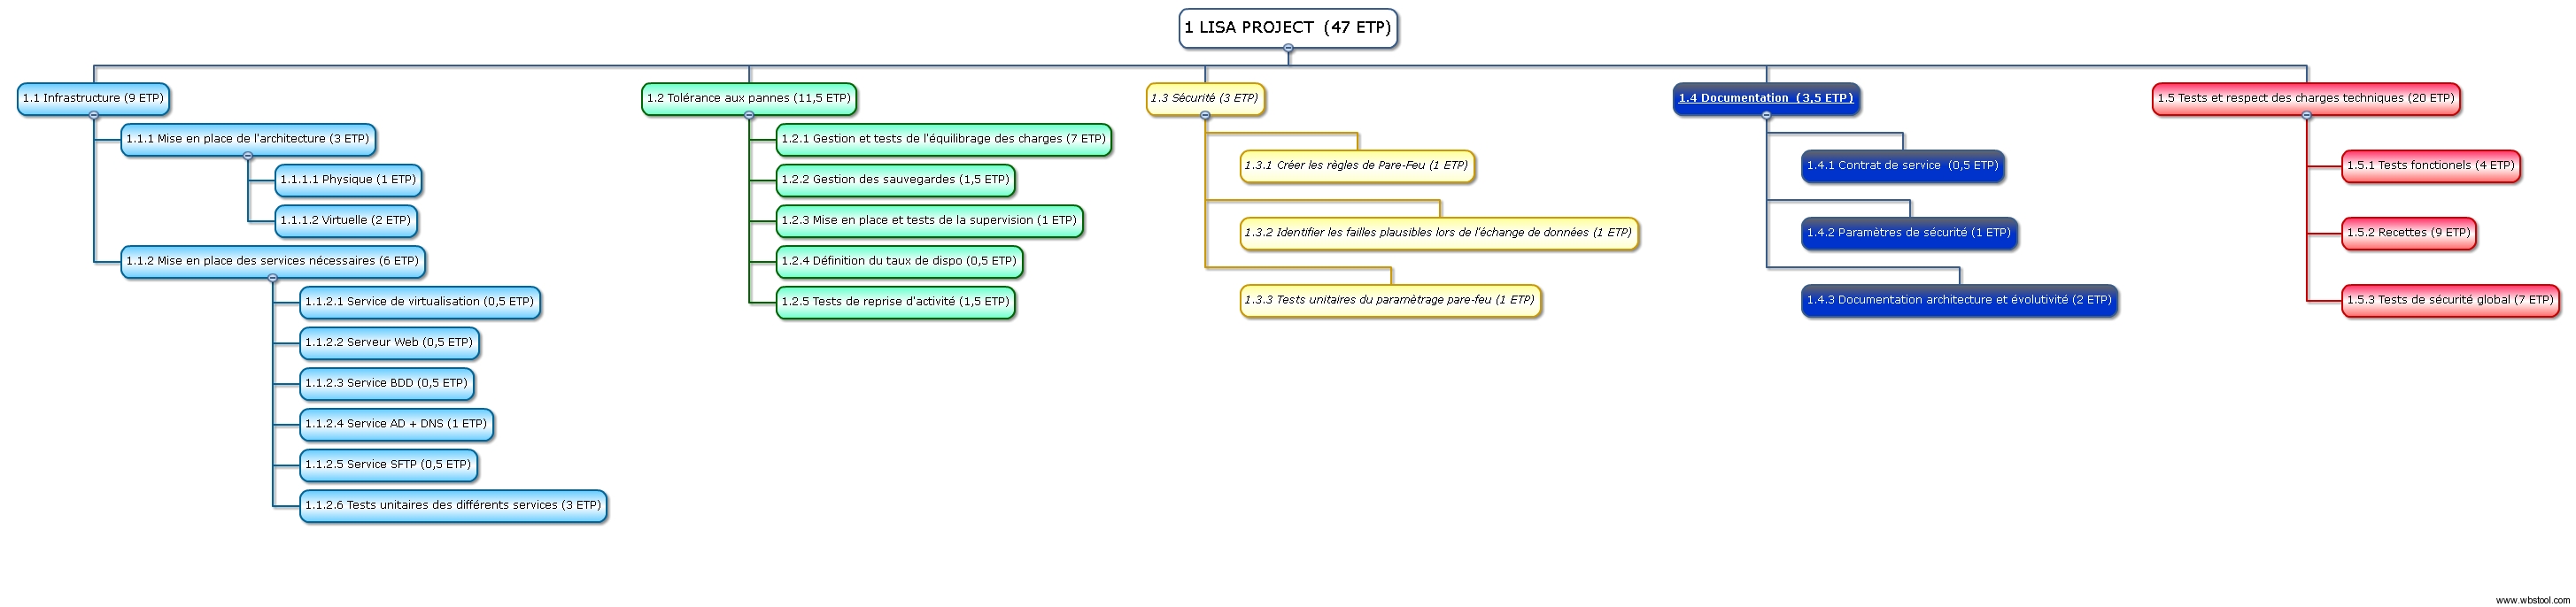 1 LISA PROJECT  (47 ETP)
1.1 Infrastructure (9 ETP)
1.1.1 Mise en place de l'architecture (3 ETP)
1.1.1.1 Physique (1 ETP)
1.1.1.2 Virtuelle (2 ETP)
1.1.2 Mise en place des services nécessaires (6 ETP)
1.1.2.1 Service de virtualisation (0,5 ETP)
1.1.2.2 Serveur Web (0,5 ETP)
1.1.2.3 Service BDD (0,5 ETP)
1.1.2.4 Service AD + DNS (1 ETP)
1.1.2.5 Service SFTP (0,5 ETP)
1.1.2.6 Tests unitaires des différents services (3 ETP)
1.2 Tolérance aux pannes (11,5 ETP)
1.2.1 Gestion et tests de l'équilibrage des charges (7 ETP)
1.2.2 Gestion des sauvegardes (1,5 ETP)
1.2.3 Mise en place et tests de la supervision (1 ETP)
1.2.4 Définition du taux de dispo (0,5 ETP)
1.2.5 Tests de reprise d'activité (1,5 ETP)
1.3 Sécurité (3 ETP)
1.3.1 Créer les règles de Pare-Feu (1 ETP)
1.3.2 Identifier les failles plausibles lors de l'échange de données (1 ETP)
1.3.3 Tests unitaires du paramètrage pare-feu (1 ETP)
1.4 Documentation  (3,5 ETP)
1.4.1 Contrat de service  (0,5 ETP)
1.4.2 Paramètres de sécurité (1 ETP)
1.4.3 Documentation architecture et évolutivité (2 ETP)
1.5 Tests et respect des charges techniques (20 ETP)
1.5.1 Tests fonctionels (4 ETP)
1.5.2 Recettes (9 ETP)
1.5.3 Tests de sécurité global (7 ETP)
www.wbstool.com